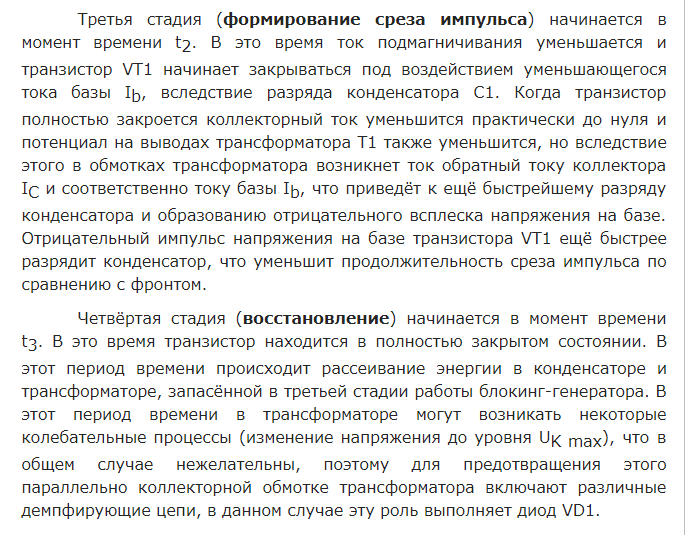 Третья стадия (формирование среза импульса) начинается в
момент времени t2. В это время ток подмагничивания уменьшается и
транзистор VT1 начинает закрываться под воздействием уменьшающегося
тока базы Ib, вследствие разряда конденсатора С1. Когда транзистор
полностью закроется коллекторный ток уменьшится практически до нуля и
потенциал на выводах трансформатора Т1 также уменьшится, но вследствие
этого в обмотках трансформатора возникнет ток обратный току коллектора
IC и соответственно току базы Ib, что приведёт к ещё быстрейшему разряду
конденсатора и образованию отрицательного всплеска напряжения на базе.
Отрицательный импульс напряжения на базе транзистора VT1 ещё быстрее
разрядит конденсатор, что уменьшит продолжительность среза импульса по
сравнению с фронтом.
Четвёртая стадия (восстановление) начинается в момент времени
t3. В это время транзистор находится в полностью закрытом состоянии. В
этот период времени происходит рассеивание энергии в конденсаторе и
трансформаторе, запасённой в третьей стадии работы блокинг-генератора. В
этот период времени в трансформаторе могут возникать некоторые
колебательные процессы (изменение напряжения до уровня UK max), что в
общем случае нежелательны, поэтому для предотвращения этого
параллельно коллекторной обмотке трансформатора включают различные
демпфирующие цепи, в данном случае эту роль выполняет диод VD1.